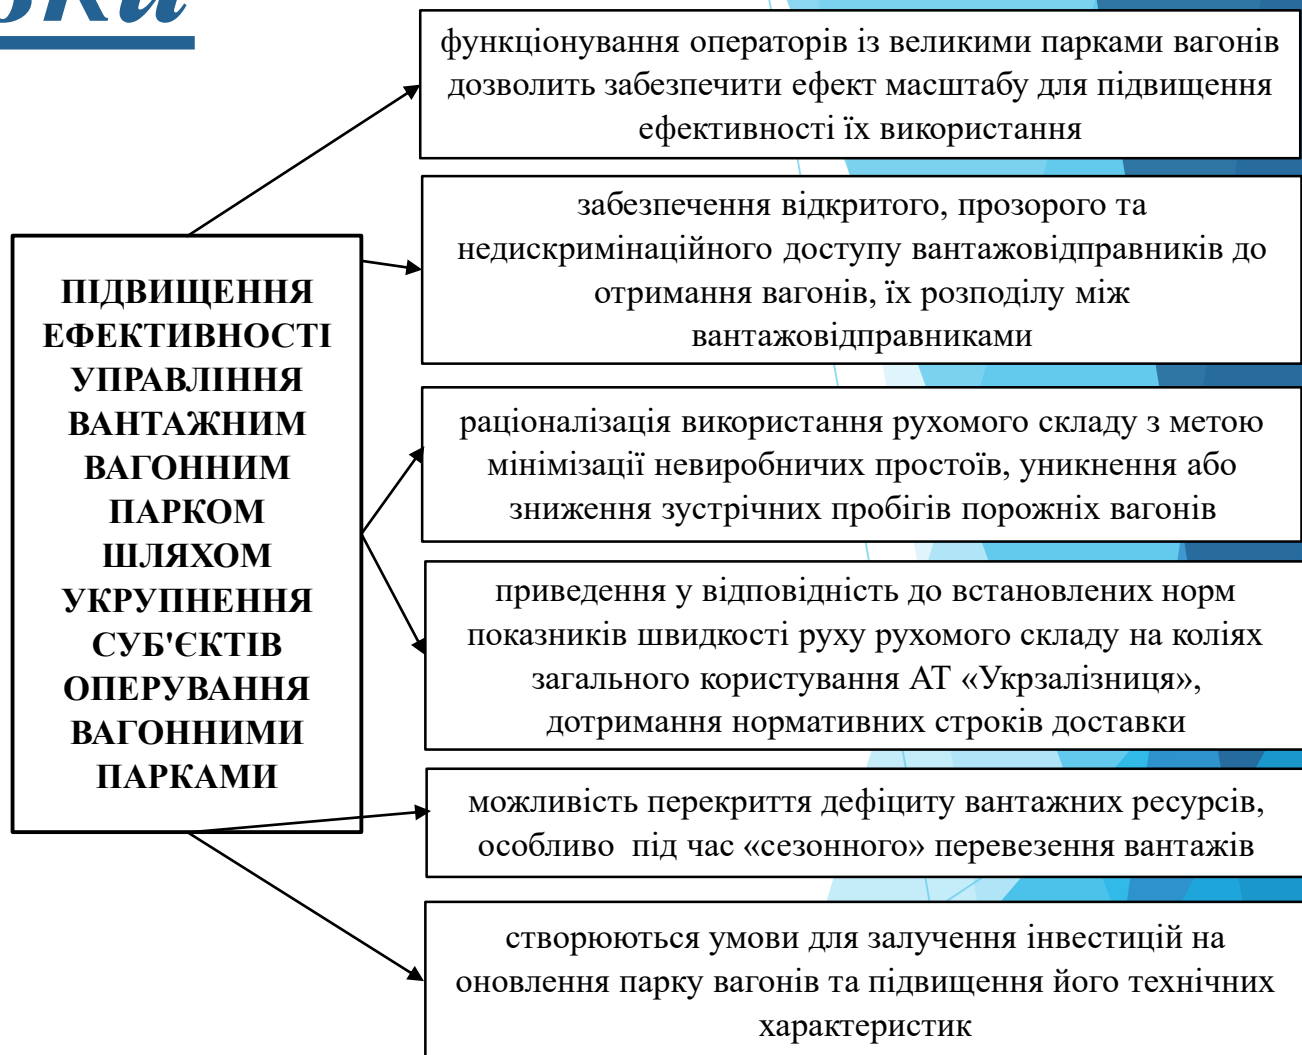 функціонування операторів із великими парками вагонів
дозволить забезпечити ефект масштабу для підвищення
ефективності їх використання
забезпечення відкритого, прозорого та
недискримінаційного доступу вантажовідправників до
отримання вагонів, їх розподілу між
вантажовідправниками
ПІДВИЩЕННЯ
ЕФЕКТИВНОСТІ
УПРАВЛІННЯ
ВАНТАЖНИМ
ВАГОННИМ
ПАРКОМ
ШЛЯХОМ
УКРУПНЕННЯ
СУБ'ЄКТІВ
ОПЕРУВАННЯ
ВАГОННИМИ
ПАРКАМИ
раціоналізація використання рухомого складу з метою
мінімізації невиробничих простоїв, уникнення або
зниження зустрічних пробігів порожніх вагонів
приведення у відповідність до встановлених норм
показників швидкості руху рухомого складу на коліях
загального користування АТ «Укрзалізниця»,
дотримання нормативних строків доставки
можливість перекриття дефіциту вантажних ресурсів,
особливо під час «сезонного» перевезення вантажів
створюються умови для залучення інвестицій на
оновлення парку вагонів та підвищення його технічних
характеристик